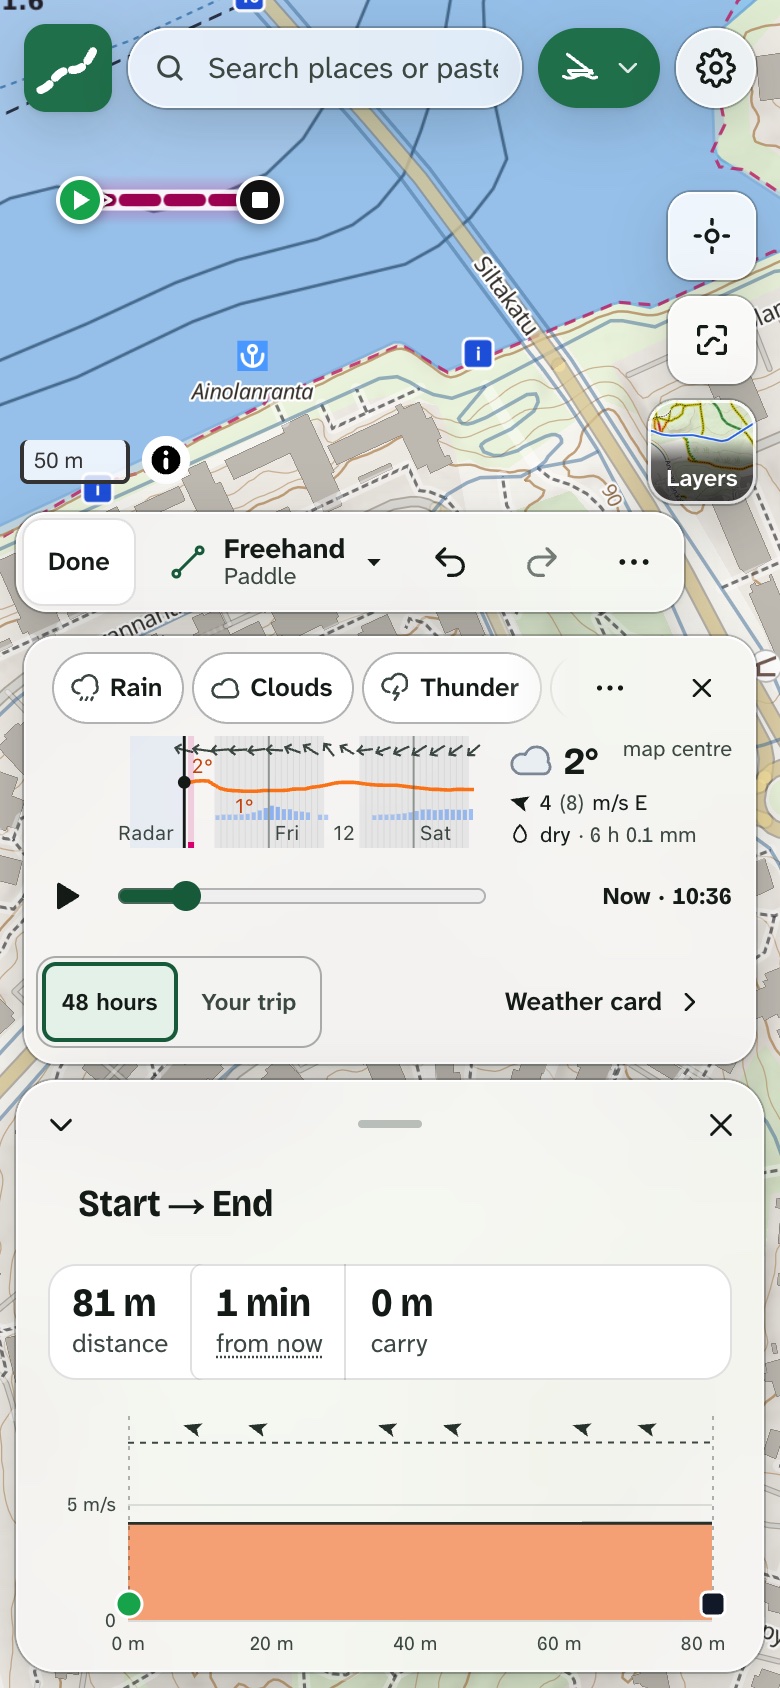 Search places or paste
Siltakatu
Ainolanranta
50 m
Layers
90
Done
Freehand
Paddle
Rain
Clouds
Thunder
2°
1°
Radar
Fri
12
Sat
2°
map centre
4 (8) m/s E
dry · 6 h 0.1 mm
Now · 10:36
48 hours
Your trip
Weather card
Start → End
81 m
1 min
0 m
distance
from now
carry
5 m/s
0
0 m
20 m
40 m
60 m
80 m